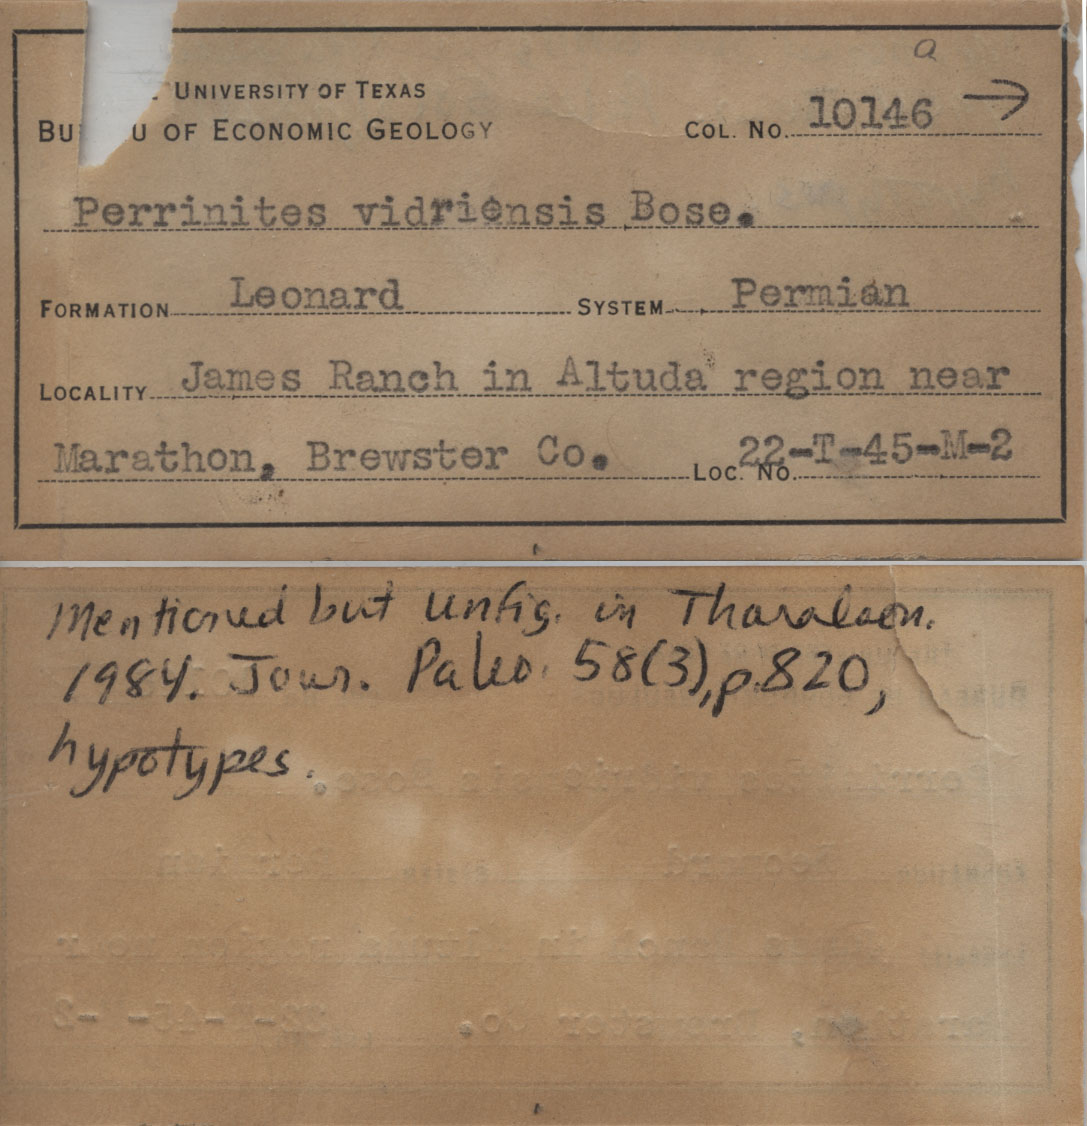 a
UNIVERSITY OF TEXAS
BU U OF ECONOMIC GEOLOGY COL. NO. 10146 →
Perrinites vidriensis Bose.
FORMATION Leonard SYSTEM Permian
LOCALITY James Ranch in Altuda region near
Marathon, Brewster Co. LOC. NO. 22-T-45-M-2
Mentioned but unfig. in Tharalson.
1984. Jour. Paleo. 58(3), p.820,
hypotypes.